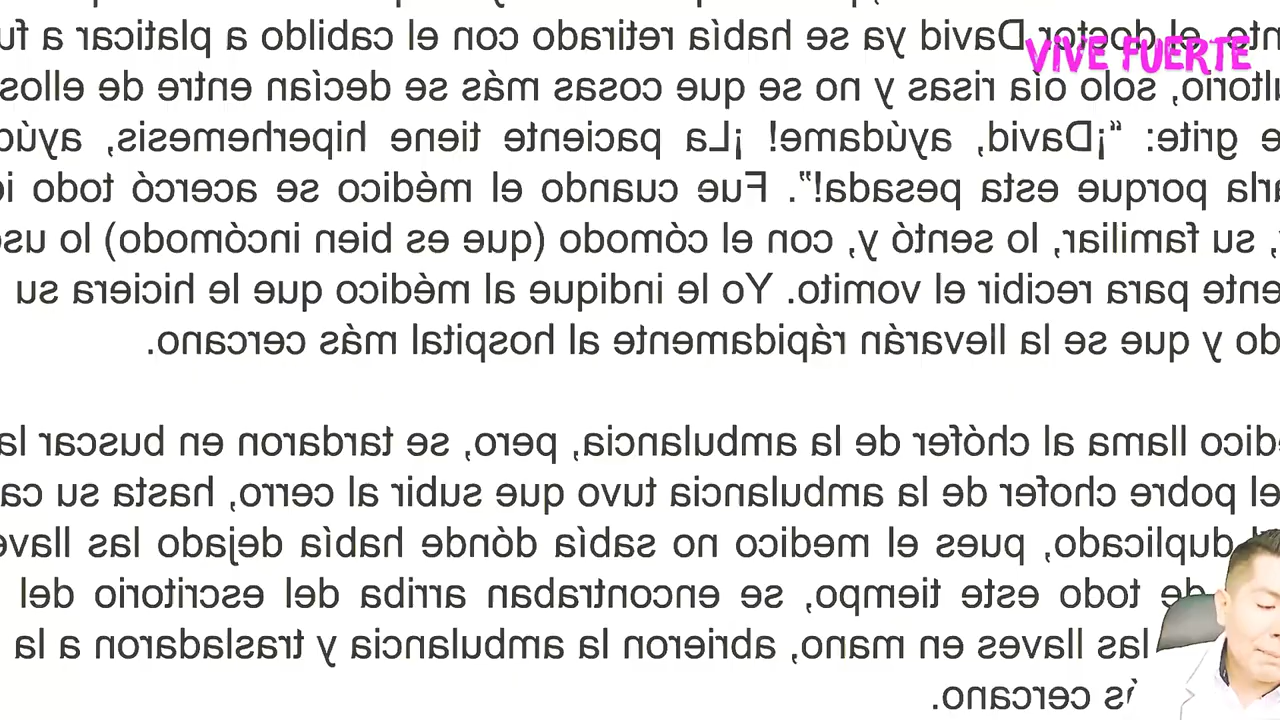 VIVE FUERTE
el doctor David ya se había retirado con el cabildo a platicar a
solo oía risas y no se que cosas más se decían entre de ellos
grite: “¡David, ayúdame! ¡La paciente tiene hiperhemesis,
porque esta pesada!”. Fue cuando el médico se acercó todo
su familiar, lo sentó y, con el cómodo (que es bien incómodo) lo
para recibir el vomito. Yo le indique al médico que le hiciera su
y que se la llevarán rápidamente al hospital más cercano.
llama al chófer de la ambulancia, pero, se tardaron en buscar la
el pobre chofer de la ambulancia tuvo que subir al cerro, hasta su
duplicado, pues el medico no sabía dónde había dejado las
de todo este tiempo, se encontraban arriba del escritorio del
las llaves en mano, abrieron la ambulancia y trasladaron a la
cercano.